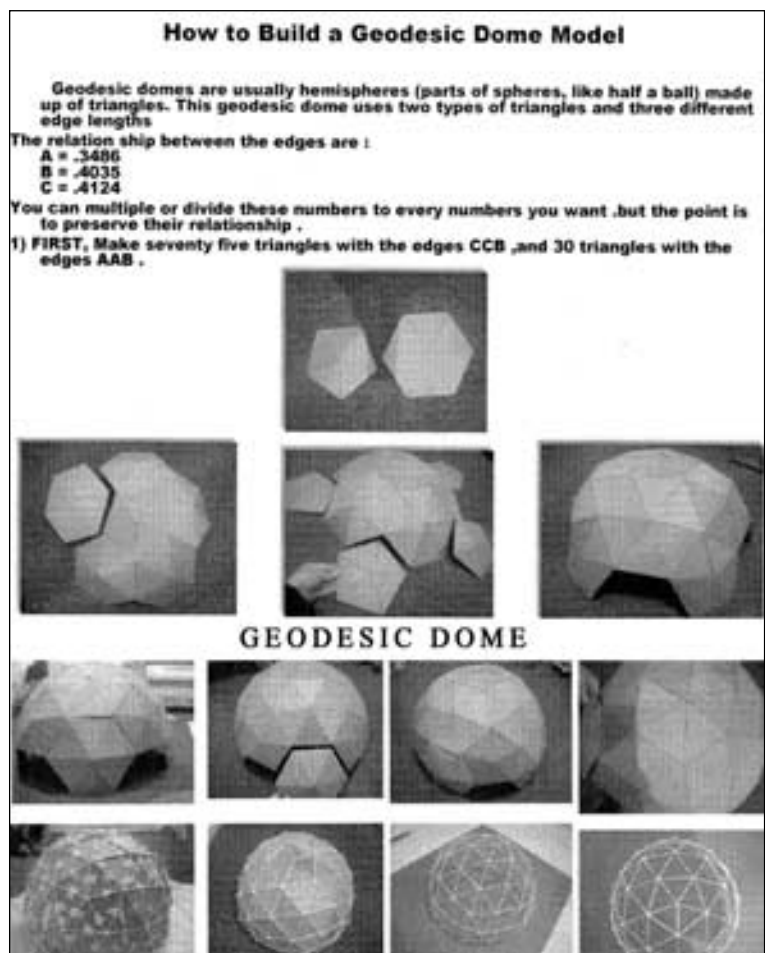 How to Build a Geodesic Dome Model
Geodesic domes are usually hemispheres (parts of spheres, like half a ball) made
up of triangles. This geodesic dome uses two types of triangles and three different
edge lengths
The relation ship between the edges are :
A = .3486
B = .4035
C = .4124
You can multiple or divide these numbers to every numbers you want .but the point is
to preserve their relationship .
1) FIRST, Make seventy five triangles with the edges CCB ,and 30 triangles with the
edges AAB .
GEODESIC DOME